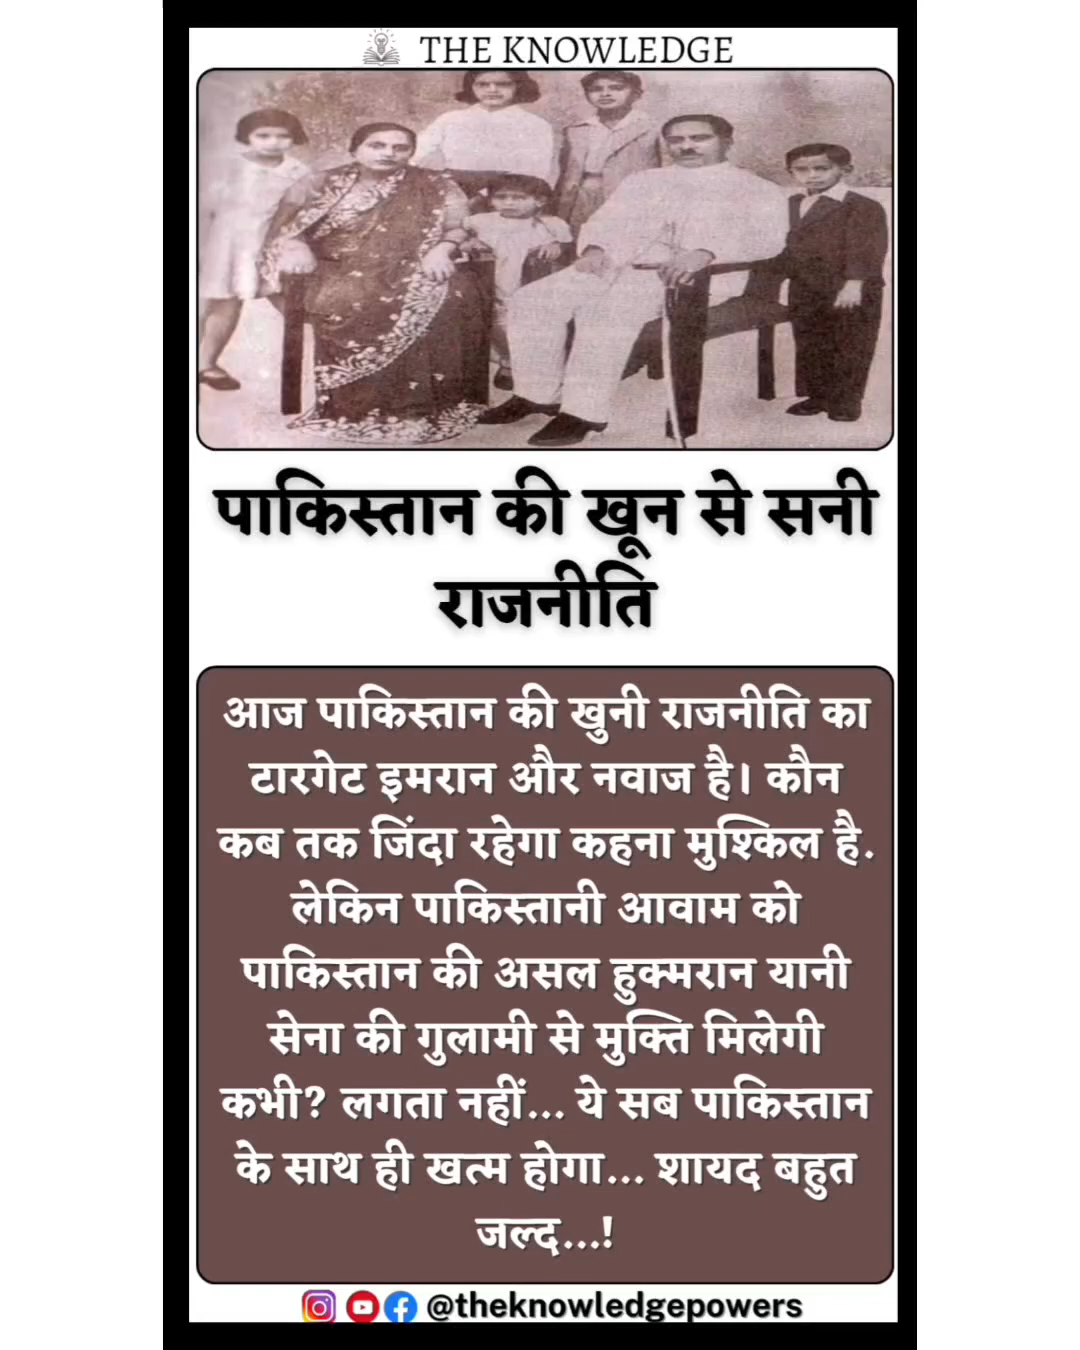 THE KNOWLEDGE
पाकिस्तान की खून से सनी
राजनीति
आज पाकिस्तान की खुनी राजनीति का
टारगेट इमरान और नवाज है। कौन
कब तक जिंदा रहेगा कहना मुश्किल है.
लेकिन पाकिस्तानी आवाम को
पाकिस्तान की असल हुक्मरान यानी
सेना की गुलामी से मुक्ति मिलेगी
कभी? लगता नहीं... ये सब पाकिस्तान
के साथ ही खत्म होगा... शायद बहुत
जल्द...!
@theknowledgepowers